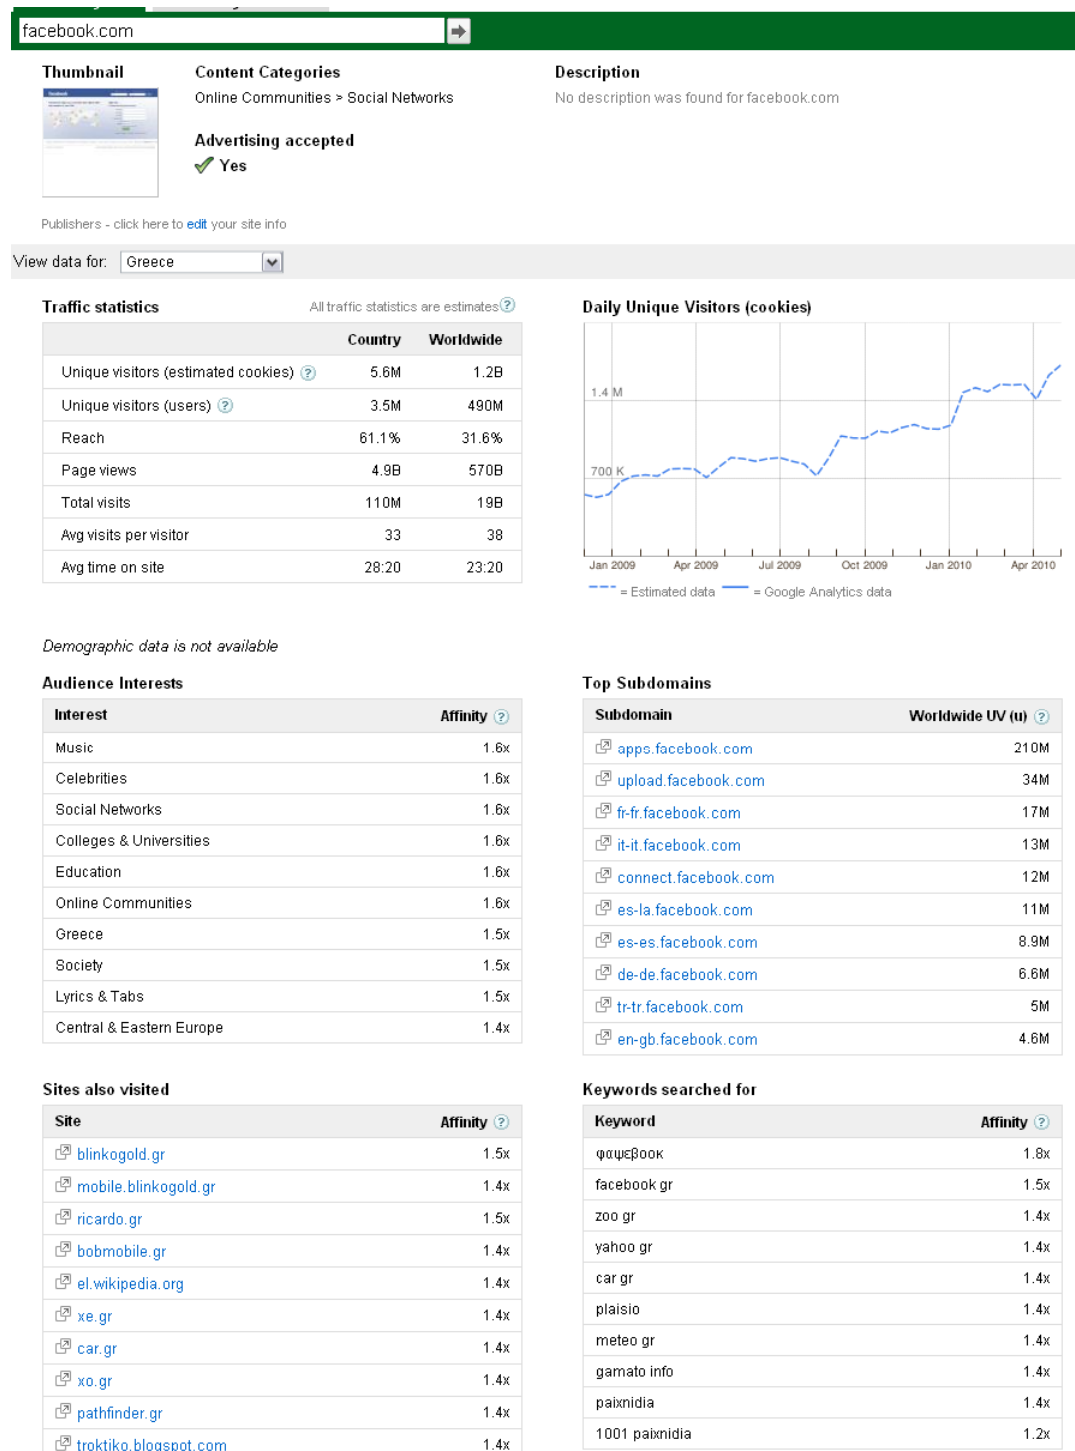 facebook.com
Thumbnail
Content Categories
Description
Online Communities > Social Networks
No description was found for facebook.com
Advertising accepted
Yes
Publishers - click here to edit your site info
View data for: Greece
Traffic statistics
All traffic statistics are estimates
Country Worldwide
Unique visitors (estimated cookies) 5.6M 1.2B
Unique visitors (users) 3.5M 490M
Reach 61.1% 31.6%
Page views 4.9B 570B
Total visits 110M 19B
Avg visits per visitor 33 38
Avg time on site 28:20 23:20
Daily Unique Visitors (cookies)
1.4 M
700 K
Jan 2009 Apr 2009 Jul 2009 Oct 2009 Jan 2010 Apr 2010
= Estimated data = Google Analytics data
Demographic data is not available
Audience Interests
Interest Affinity
Music 1.6x
Celebrities 1.6x
Social Networks 1.6x
Colleges & Universities 1.6x
Education 1.6x
Online Communities 1.6x
Greece 1.5x
Society 1.5x
Lyrics & Tabs 1.5x
Central & Eastern Europe 1.4x
Top Subdomains
Subdomain Worldwide UV (u)
apps.facebook.com 210M
upload.facebook.com 34M
fr-fr.facebook.com 17M
it-it.facebook.com 13M
connect.facebook.com 12M
es-la.facebook.com 11M
es-es.facebook.com 8.9M
de-de.facebook.com 6.6M
tr-tr.facebook.com 5M
en-gb.facebook.com 4.6M
Sites also visited
Site Affinity
blinkogold.gr 1.5x
mobile.blinkogold.gr 1.4x
ricardo.gr 1.5x
bobmobile.gr 1.4x
el.wikipedia.org 1.4x
xe.gr 1.4x
car.gr 1.4x
xo.gr 1.4x
pathfinder.gr 1.4x
troktiko.blogspot.com 1.4x
Keywords searched for
Keyword Affinity
φαψεβοοκ 1.8x
facebook gr 1.5x
zoo gr 1.4x
yahoo gr 1.4x
car gr 1.4x
plaisio 1.4x
meteo gr 1.4x
gamato info 1.4x
paixnidia 1.4x
1001 paixnidia 1.2x